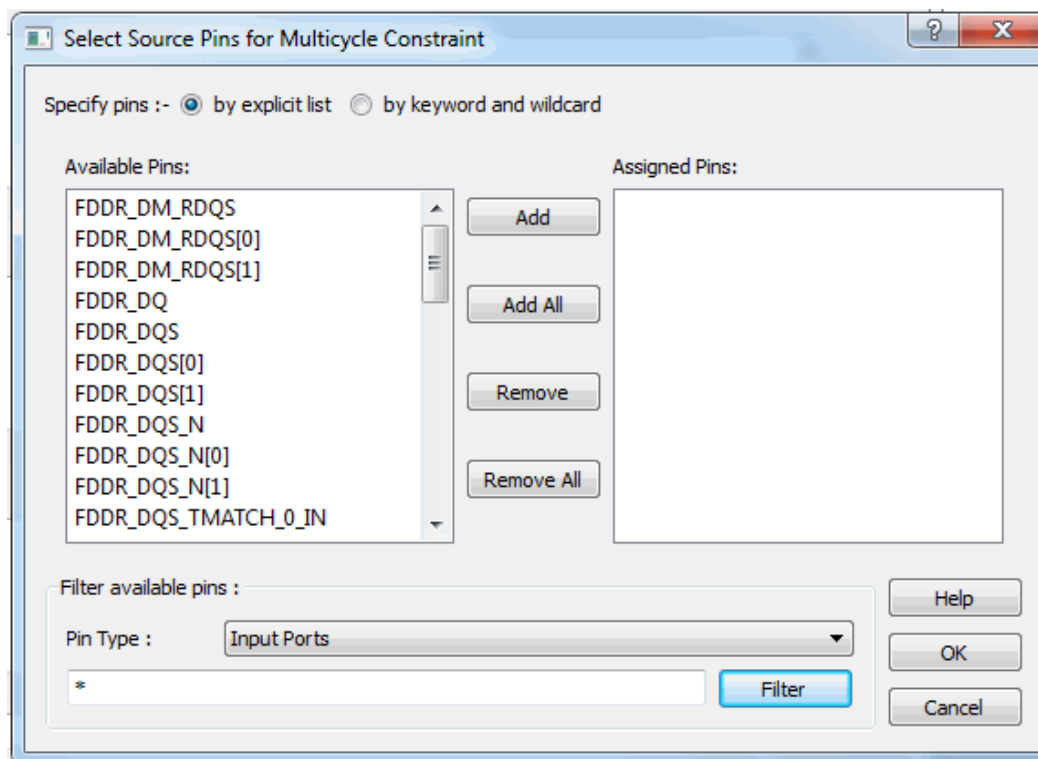 Select Source Pins for Multicycle Constraint
?
X
Specify pins :- by explicit list by keyword and wildcard
Available Pins: Assigned Pins:
FDDR_DM_RDQS
FDDR_DM_RDQS[0]
FDDR_DM_RDQS[1]
FDDR_DQ
FDDR_DQS
FDDR_DQS[0]
FDDR_DQS[1]
FDDR_DQS_N
FDDR_DQS_N[0]
FDDR_DQS_N[1]
FDDR_DQS_TMATCH_0_IN
Add
Add All
Remove
Remove All
Filter available pins :
Pin Type : Input Ports
*
Filter
Help
OK
Cancel